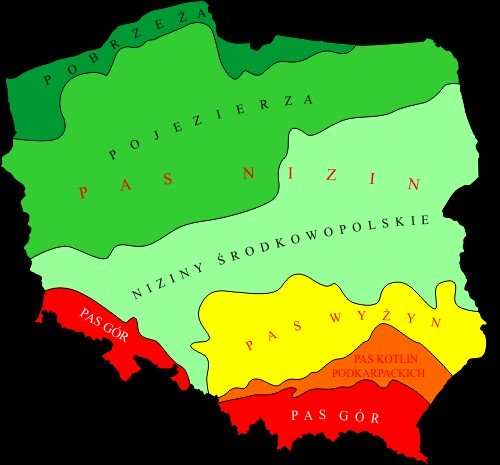 POBRZEŻA
POJEZIERZA
PAS NIZIN
NIZINY ŚRODKOWOPOLSKIE
PAS GÓR
PAS WYŻYN
PAS KOTLIN
PODKARPACKICH
PAS GÓR